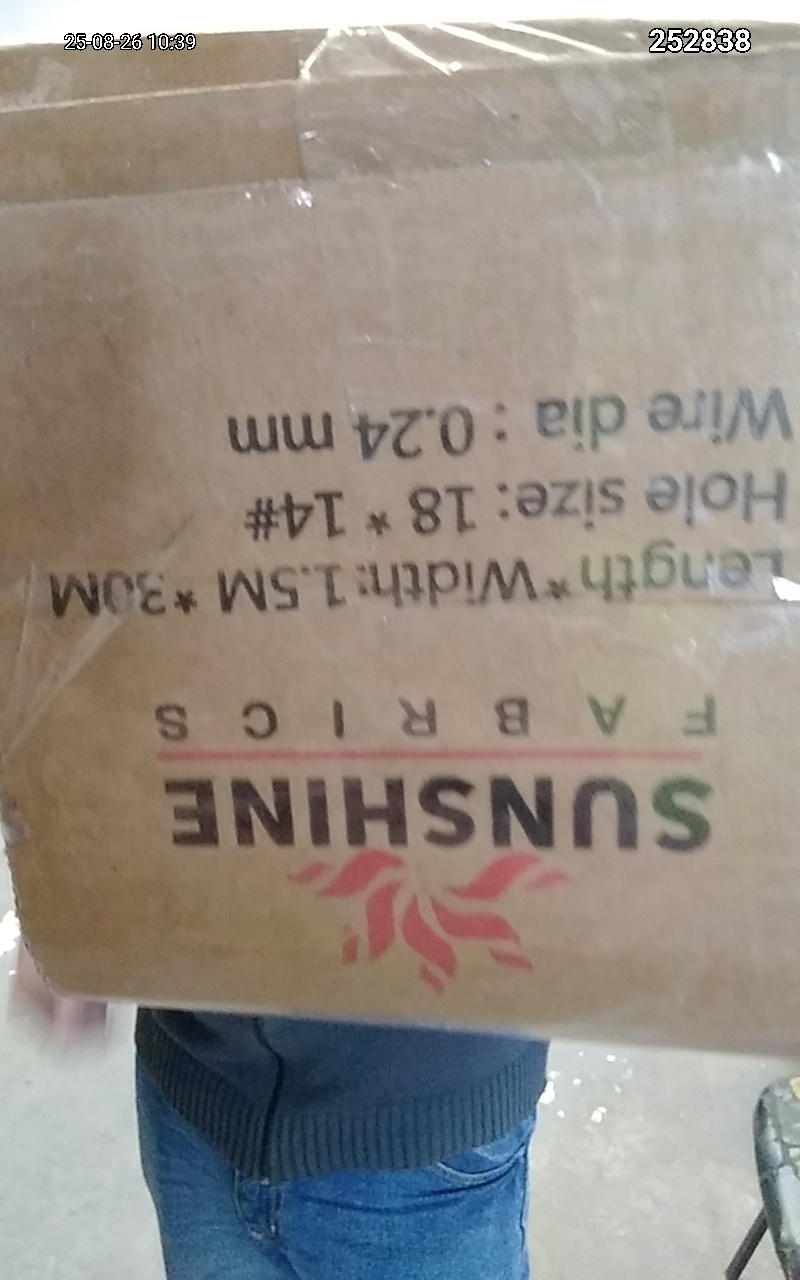 25-08-26 10:39
252838
SUNSHINE
FABRICS
Length*Width:1.5M *30M
Hole size: 18 * 14#
Wire dia : 0.24 mm